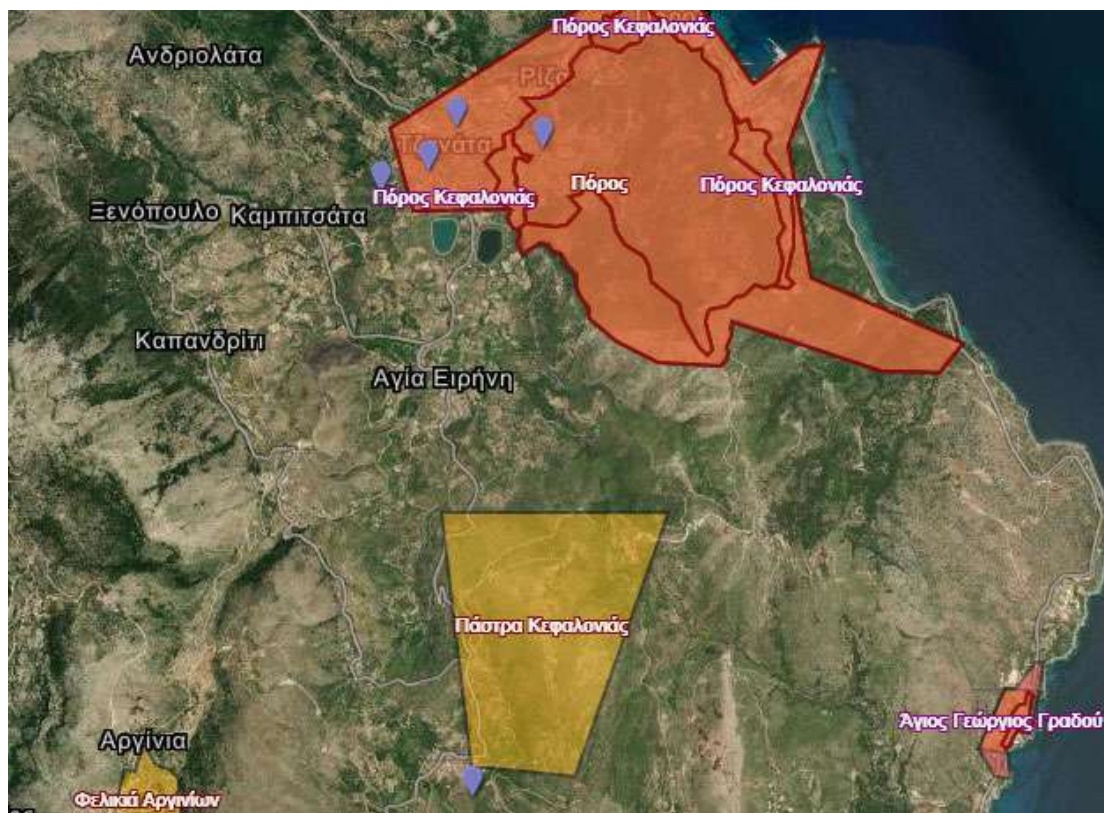 Πόρος Κεφαλονιάς
Ανδριολάτα
Τζανάτα
Πόρος
Πόρος Κεφαλονιάς
Πόρος Κεφαλονιάς
Ξενόπουλο
Καμπιτσάτα
Καπανδρίτι
Αγία Ειρήνη
Πάστρα Κεφαλονιάς
Άγιος Γεώργιος Γραδού
Αργίνια
Φελικιά Αργινίων